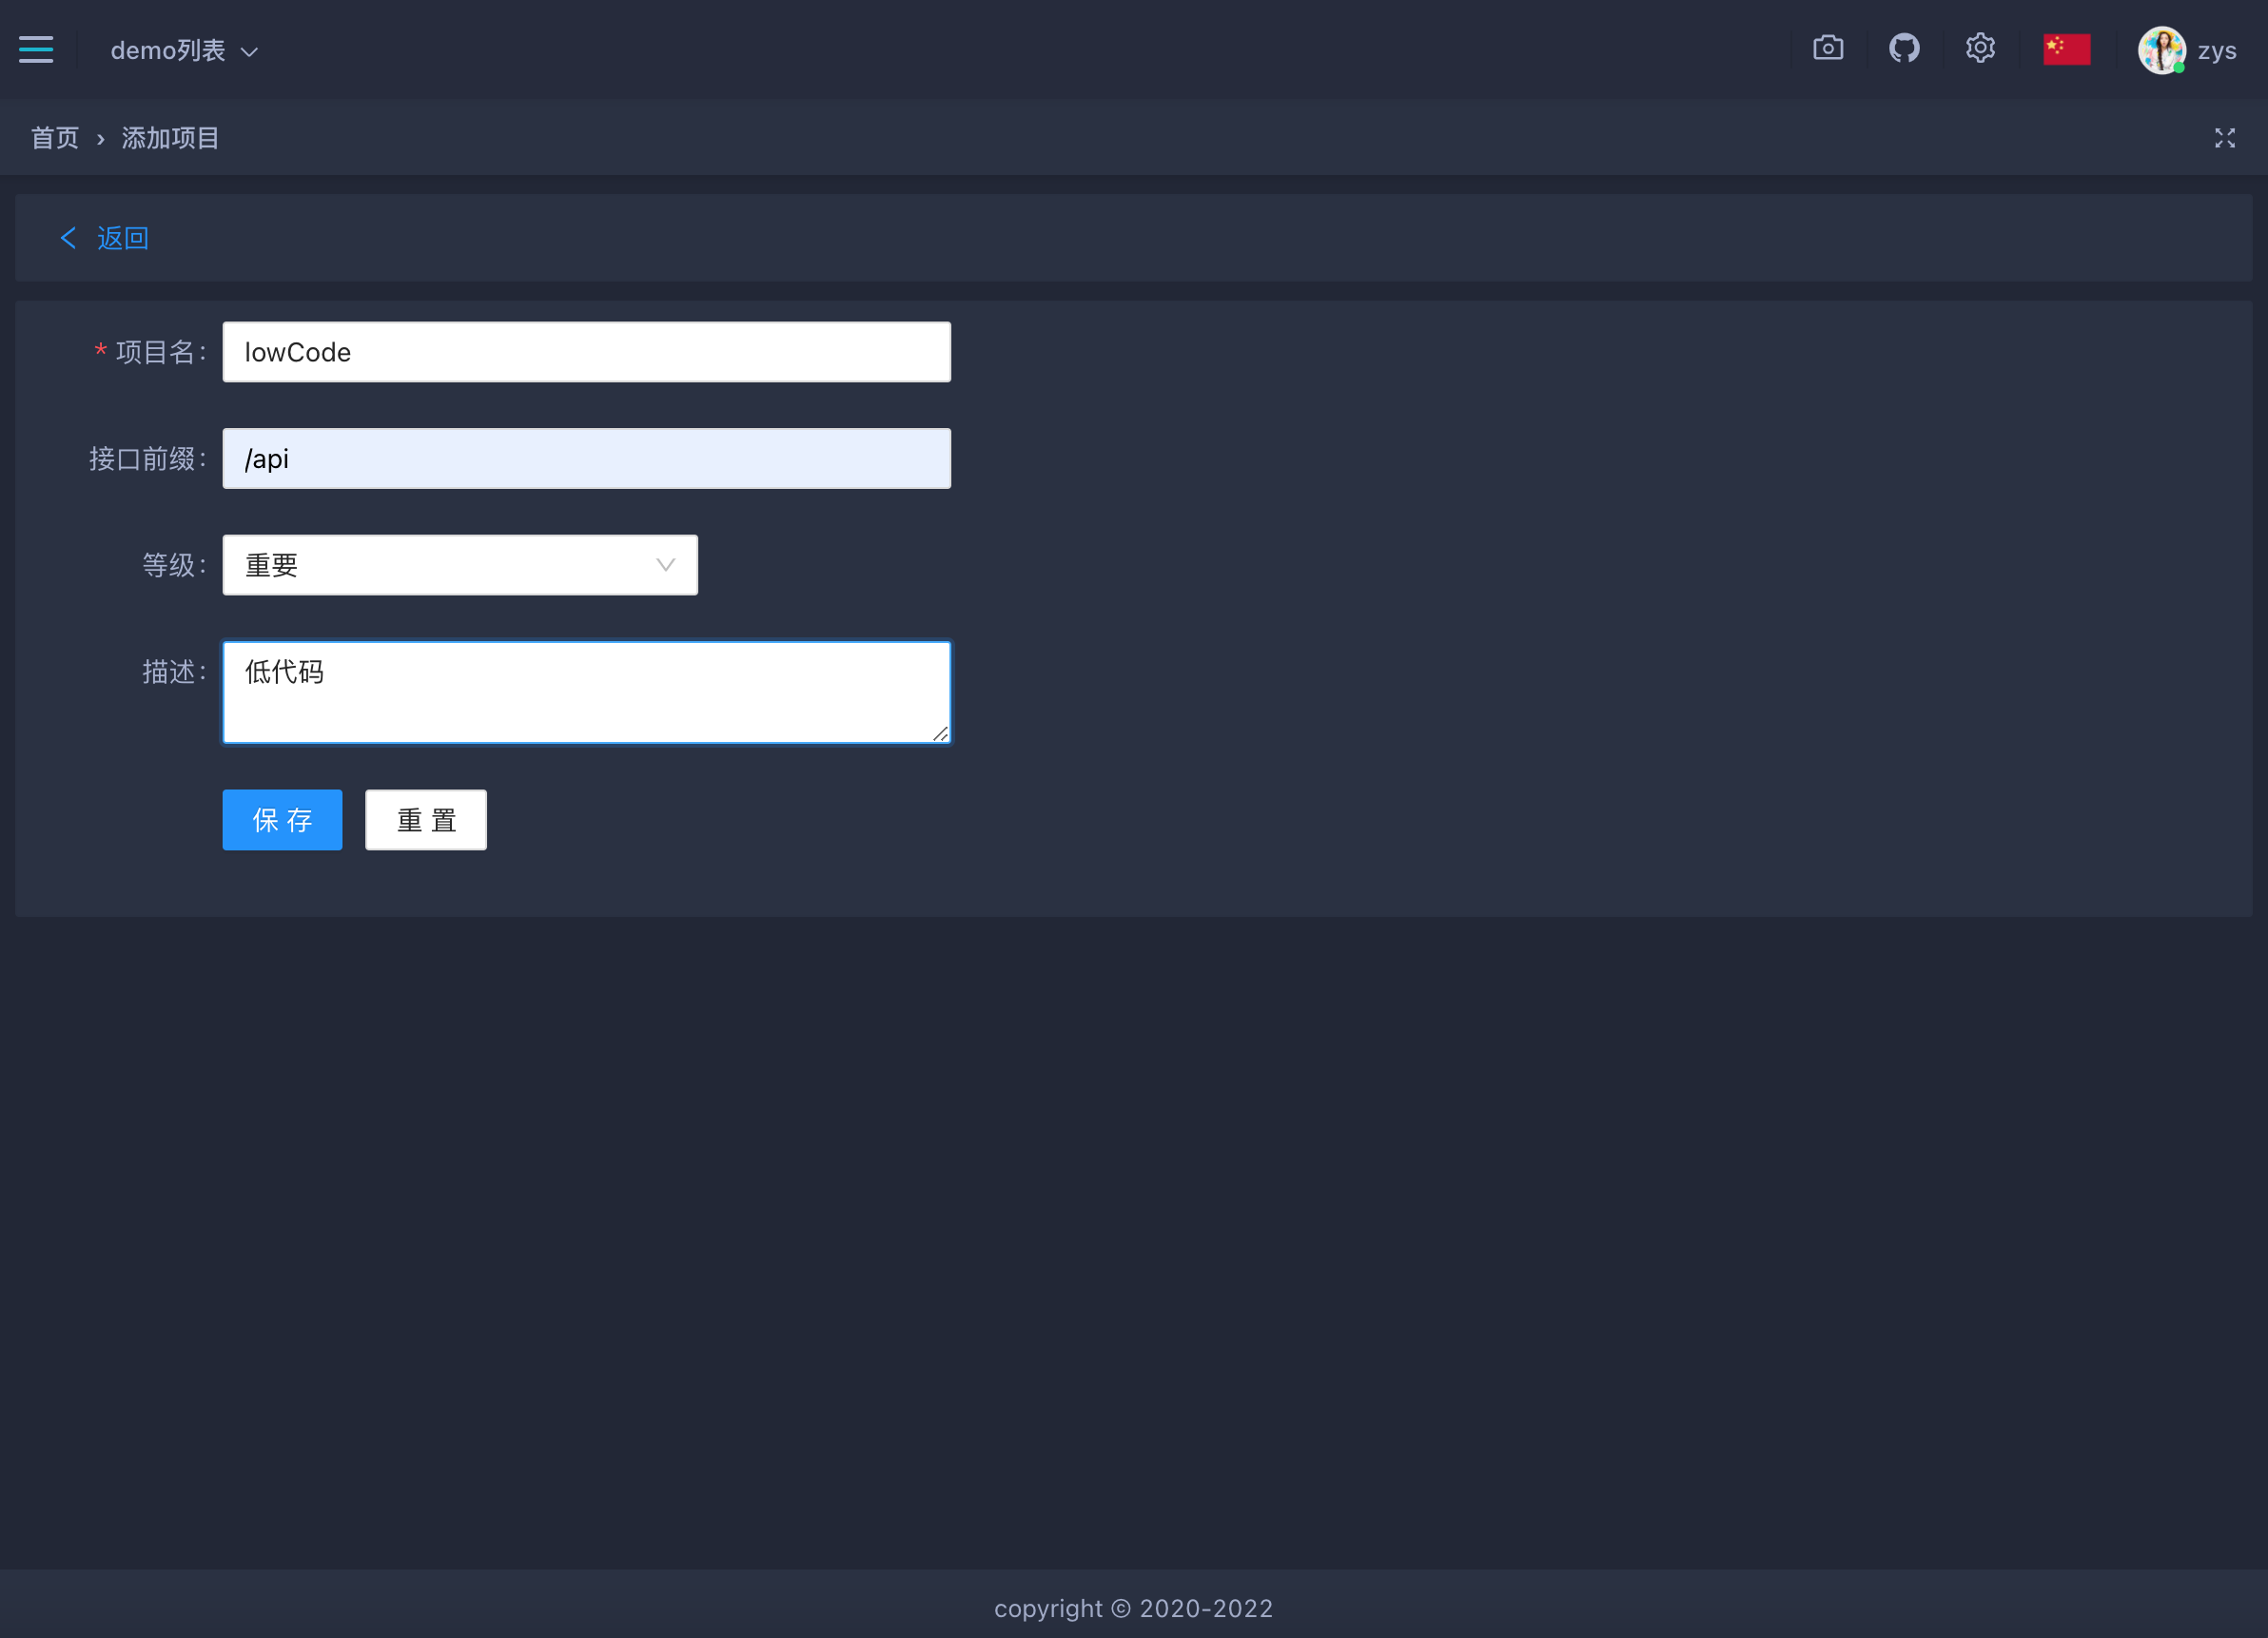 demo列表
zys
首页 › 添加项目
返回
* 项目名: lowCode
接口前缀: /api
等级: 重要
描述: 低代码
保 存 重 置
copyright © 2020-2022